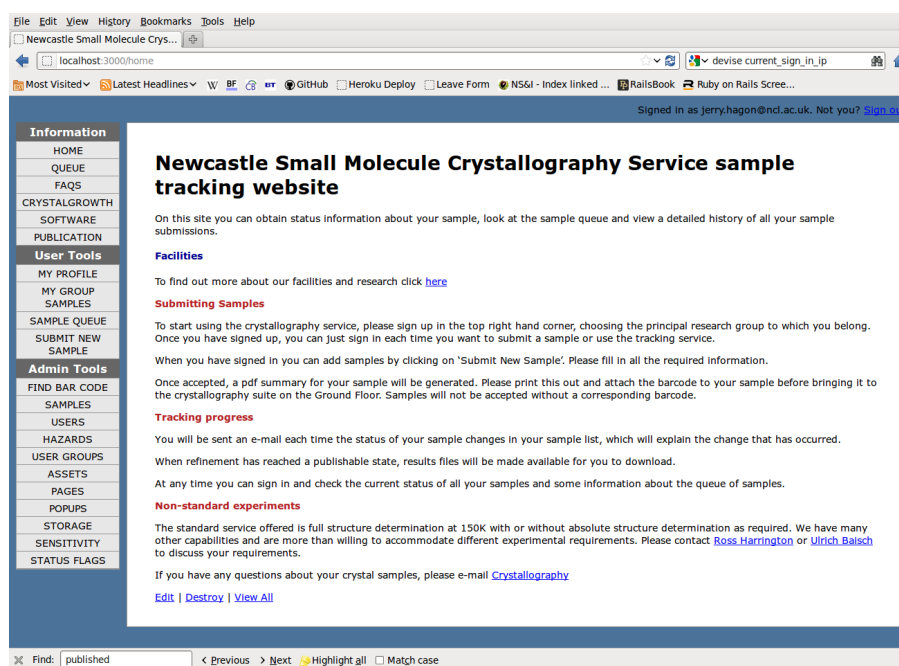 File Edit View History Bookmarks Tools Help
Newcastle Small Molecule Crys...
localhost:3000/home
devise current_sign_in_ip
Most Visited Latest Headlines W BF BT GitHub Heroku Deploy Leave Form NS&I - Index linked ... RailsBook Ruby on Rails Scree...
Signed in as jerry.hagon@ncl.ac.uk. Not you? Sign ou
Information
HOME
QUEUE
FAQS
CRYSTALGROWTH
SOFTWARE
PUBLICATION
User Tools
MY PROFILE
MY GROUP
SAMPLES
SAMPLE QUEUE
SUBMIT NEW
SAMPLE
Admin Tools
FIND BAR CODE
SAMPLES
USERS
HAZARDS
USER GROUPS
ASSETS
PAGES
POPUPS
STORAGE
SENSITIVITY
STATUS FLAGS
Newcastle Small Molecule Crystallography Service sample
tracking website
On this site you can obtain status information about your sample, look at the sample queue and view a detailed history of all your sample
submissions.
Facilities
To find out more about our facilities and research click here
Submitting Samples
To start using the crystallography service, please sign up in the top right hand corner, choosing the principal research group to which you belong.
Once you have signed up, you can just sign in each time you want to submit a sample or use the tracking service.
When you have signed in you can add samples by clicking on ‘Submit New Sample’. Please fill in all the required information.
Once accepted, a pdf summary for your sample will be generated. Please print this out and attach the barcode to your sample before bringing it to
the crystallography suite on the Ground Floor. Samples will not be accepted without a corresponding barcode.
Tracking progress
You will be sent an e-mail each time the status of your sample changes in your sample list, which will explain the change that has occurred.
When refinement has reached a publishable state, results files will be made available for you to download.
At any time you can sign in and check the current status of all your samples and some information about the queue of samples.
Non-standard experiments
The standard service offered is full structure determination at 150K with or without absolute structure determination as required. We have many
other capabilities and are more than willing to accommodate different experimental requirements. Please contact Ross Harrington or Ulrich Baisch
to discuss your requirements.
If you have any questions about your crystal samples, please e-mail Crystallography
Edit | Destroy | View All
Find: published < Previous > Next Highlight all Match case